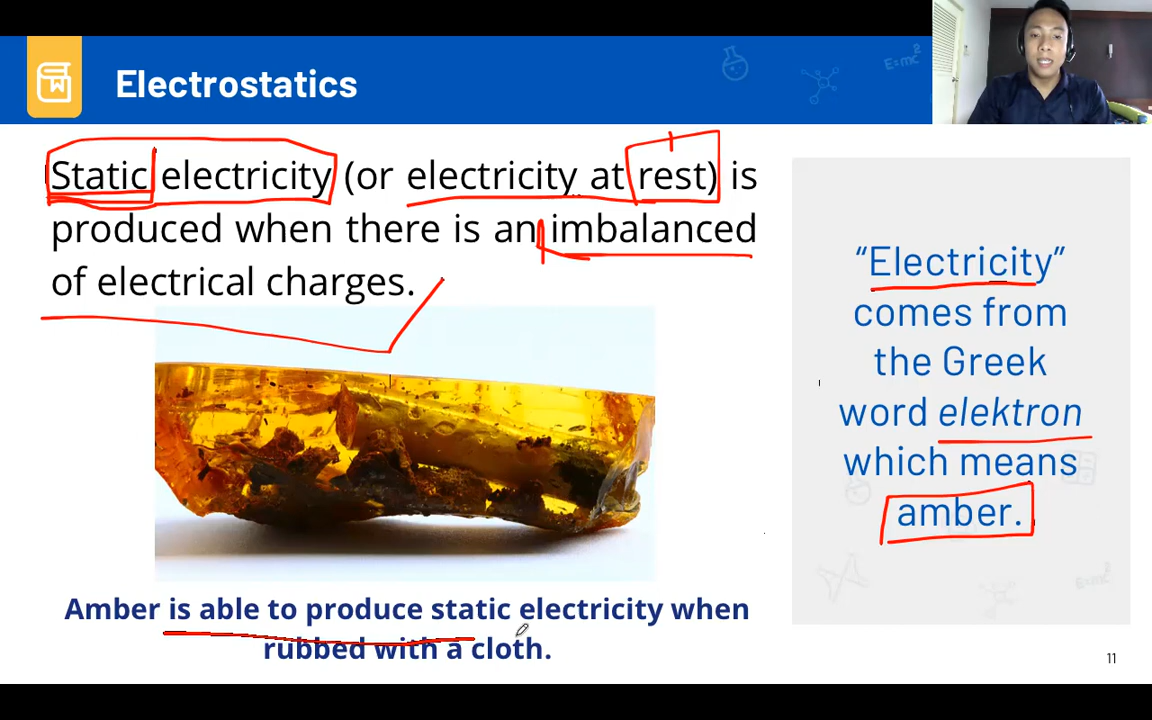 Electrostatics
E=mc²
Static electricity (or electricity at rest) is
produced when there is an imbalanced
of electrical charges.
"Electricity"
comes from
the Greek
word elektron
which means
amber.
Amber is able to produce static electricity when
rubbed with a cloth.
11